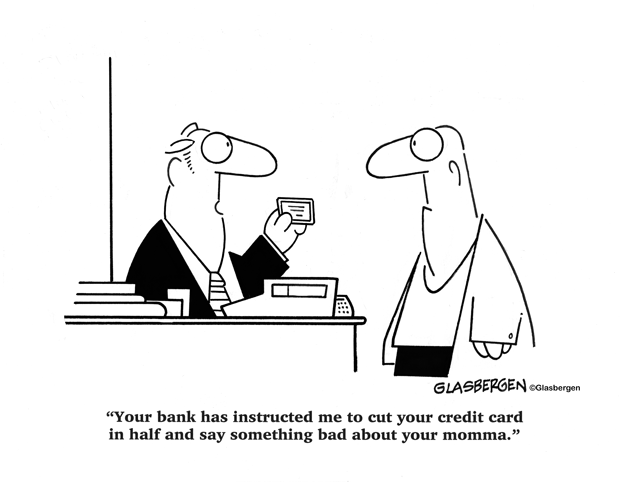 GLASBERGEN ©Glasbergen
“Your bank has instructed me to cut your credit card
in half and say something bad about your momma.”